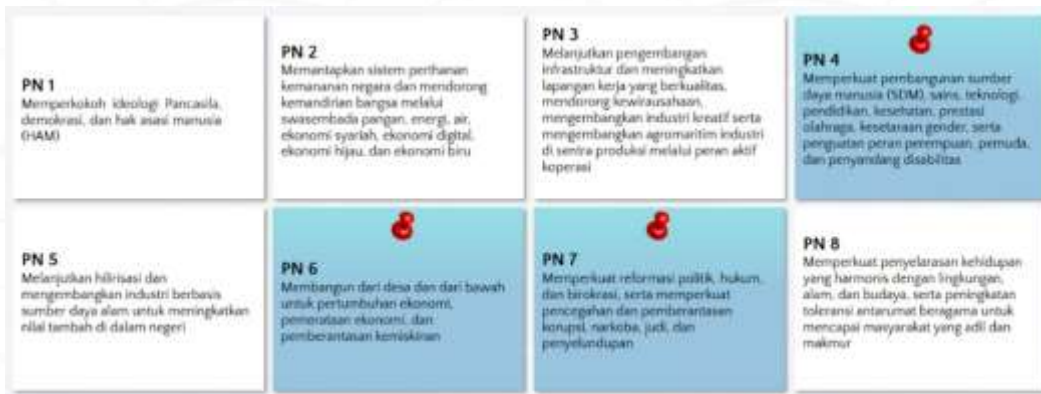 PN 1
Memperkokoh ideologi Pancasila,
demokrasi, dan hak asasi manusia
(HAM)
PN 2
Memantapkan sistem perthanan
kemananan negara dan mendorong
kemandirian bangsa melalui
swasembada pangan, energi, air,
ekonomi syariah, ekonomi digital,
ekonomi hijau, dan ekonomi biru
PN 3
Melanjutkan pengembangan
infrastruktur dan meningkatkan
lapangan kerja yang berkualitas,
mendorong kewirausahaan,
mengembangkan industri kreatif serta
mengembangkan agromaritim industri
di sentra produksi melalui peran aktif
koperasi
PN 4
Memperkuat pembangunan sumber
daya manusia (SDM), sains, teknologi,
pendidikan, kesehatan, prestasi
olahraga, kesetaraan gender, serta
penguatan peran perempuan, pemuda,
dan penyandang disabilitas
PN 5
Melanjutkan hilirisasi dan
mengembangkan industri berbasis
sumber daya alam untuk meningkatkan
nilai tambah di dalam negeri
PN 6
Membangun dari desa dan dari bawah
untuk pertumbuhan ekonomi,
pemerataan ekonomi, dan
pemberantasan kemiskinan
PN 7
Memperkuat reformasi politik, hukum,
dan birokrasi, serta memperkuat
pencegahan dan pemberantasan
korupsi, narkoba, judi, dan
penyelundupan
PN 8
Memperkuat penyelarasan kehidupan
yang harmonis dengan lingkungan,
alam, dan budaya, serta peningkatan
toleransi antarumat beragama untuk
mencapai masyarakat yang adil dan
makmur